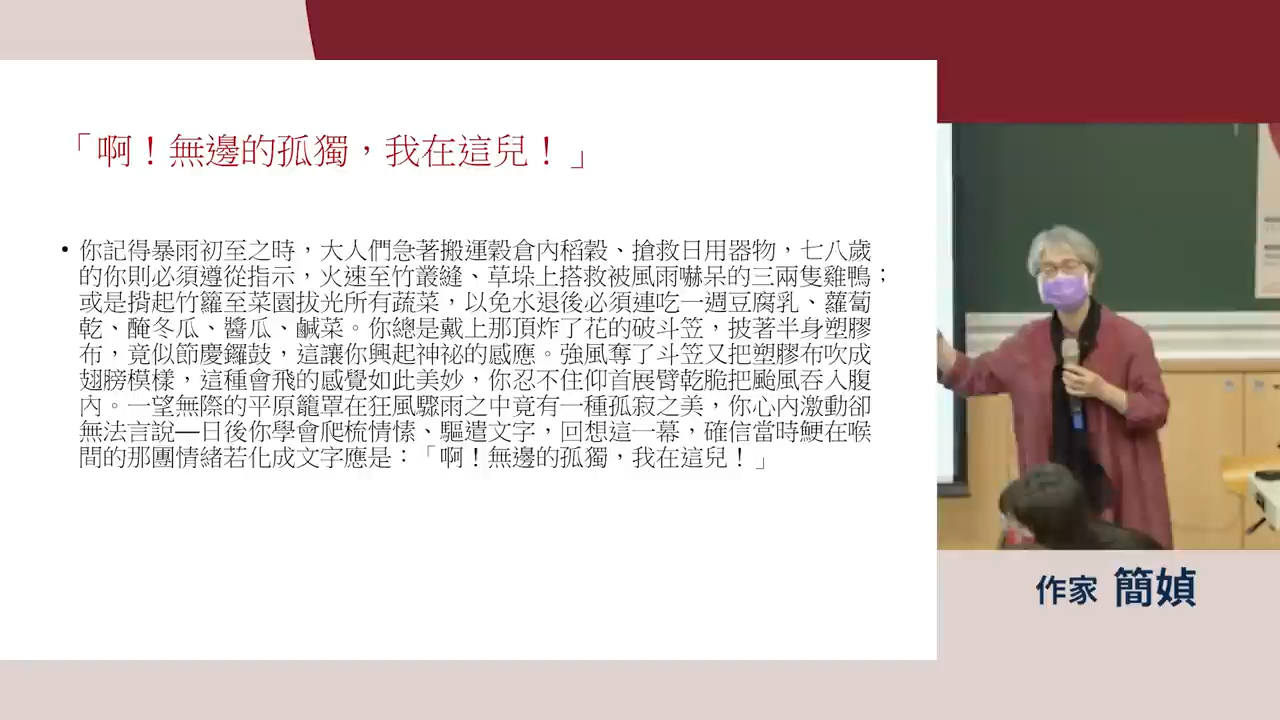 「啊！無邊的孤獨，我在這兒！」
• 你記得暴雨初至之時，大人們急著搬運穀倉內稻穀、搶救日用器物，七八歲
的你則必須遵從指示，火速至竹叢縫、草垛上搭救被風雨嚇呆的三兩隻雞鴨；
或是揹起竹籮至菜園拔光所有蔬菜，以免水退後必須連吃一週豆腐乳、蘿蔔
乾、醃冬瓜、醬瓜、鹹菜。你總是戴上那頂炸了花的破斗笠，披著半身塑膠
布，竟似節慶鑼鼓，這讓你興起神祕的感應。強風奪了斗笠又把塑膠布吹成
翅膀模樣，這種會飛的感覺如此美妙，你忍不住仰首展臂乾脆把颱風吞入腹
內。一望無際的平原籠罩在狂風驟雨之中竟有一種孤寂之美，你心內激動卻
無法言說—日後你學會爬梳情愫、驅遣文字，回想這一幕，確信當時鯁在喉
間的那團情緒若化成文字應是：「啊！無邊的孤獨，我在這兒！」
作家 簡媜